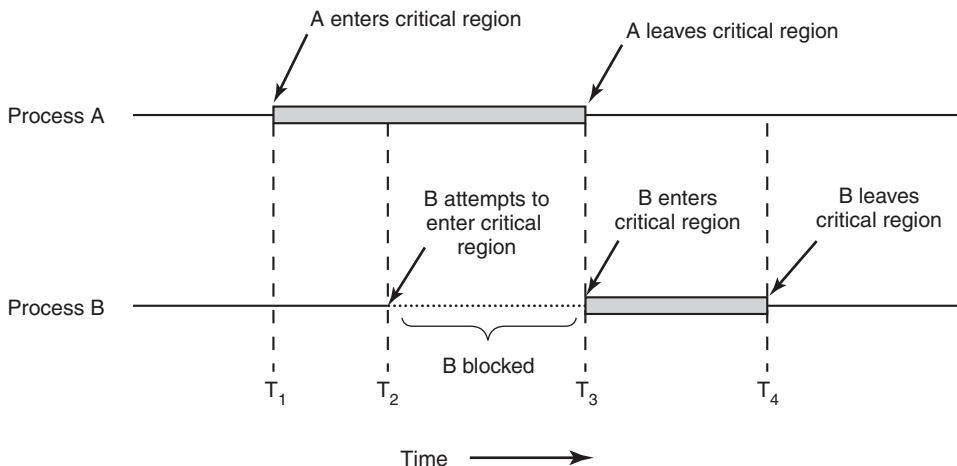 A enters critical region
A leaves critical region
Process A
B attempts to
enter critical
region
B enters
critical region
B leaves
critical region
Process B
B blocked
T1
T2
T3
T4
Time